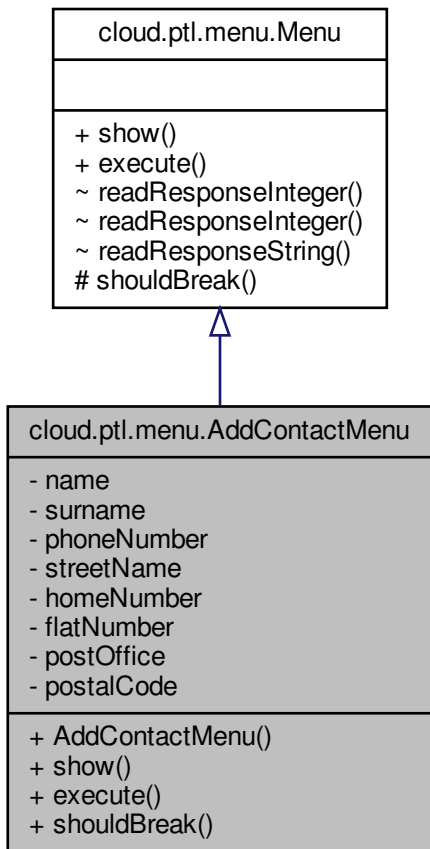 cloud.ptl.menu.Menu
+ show()
+ execute()
~ readResponseInteger()
~ readResponseInteger()
~ readResponseString()
# shouldBreak()
cloud.ptl.menu.AddContactMenu
- name
- surname
- phoneNumber
- streetName
- homeNumber
- flatNumber
- postOffice
- postalCode
+ AddContactMenu()
+ show()
+ execute()
+ shouldBreak()